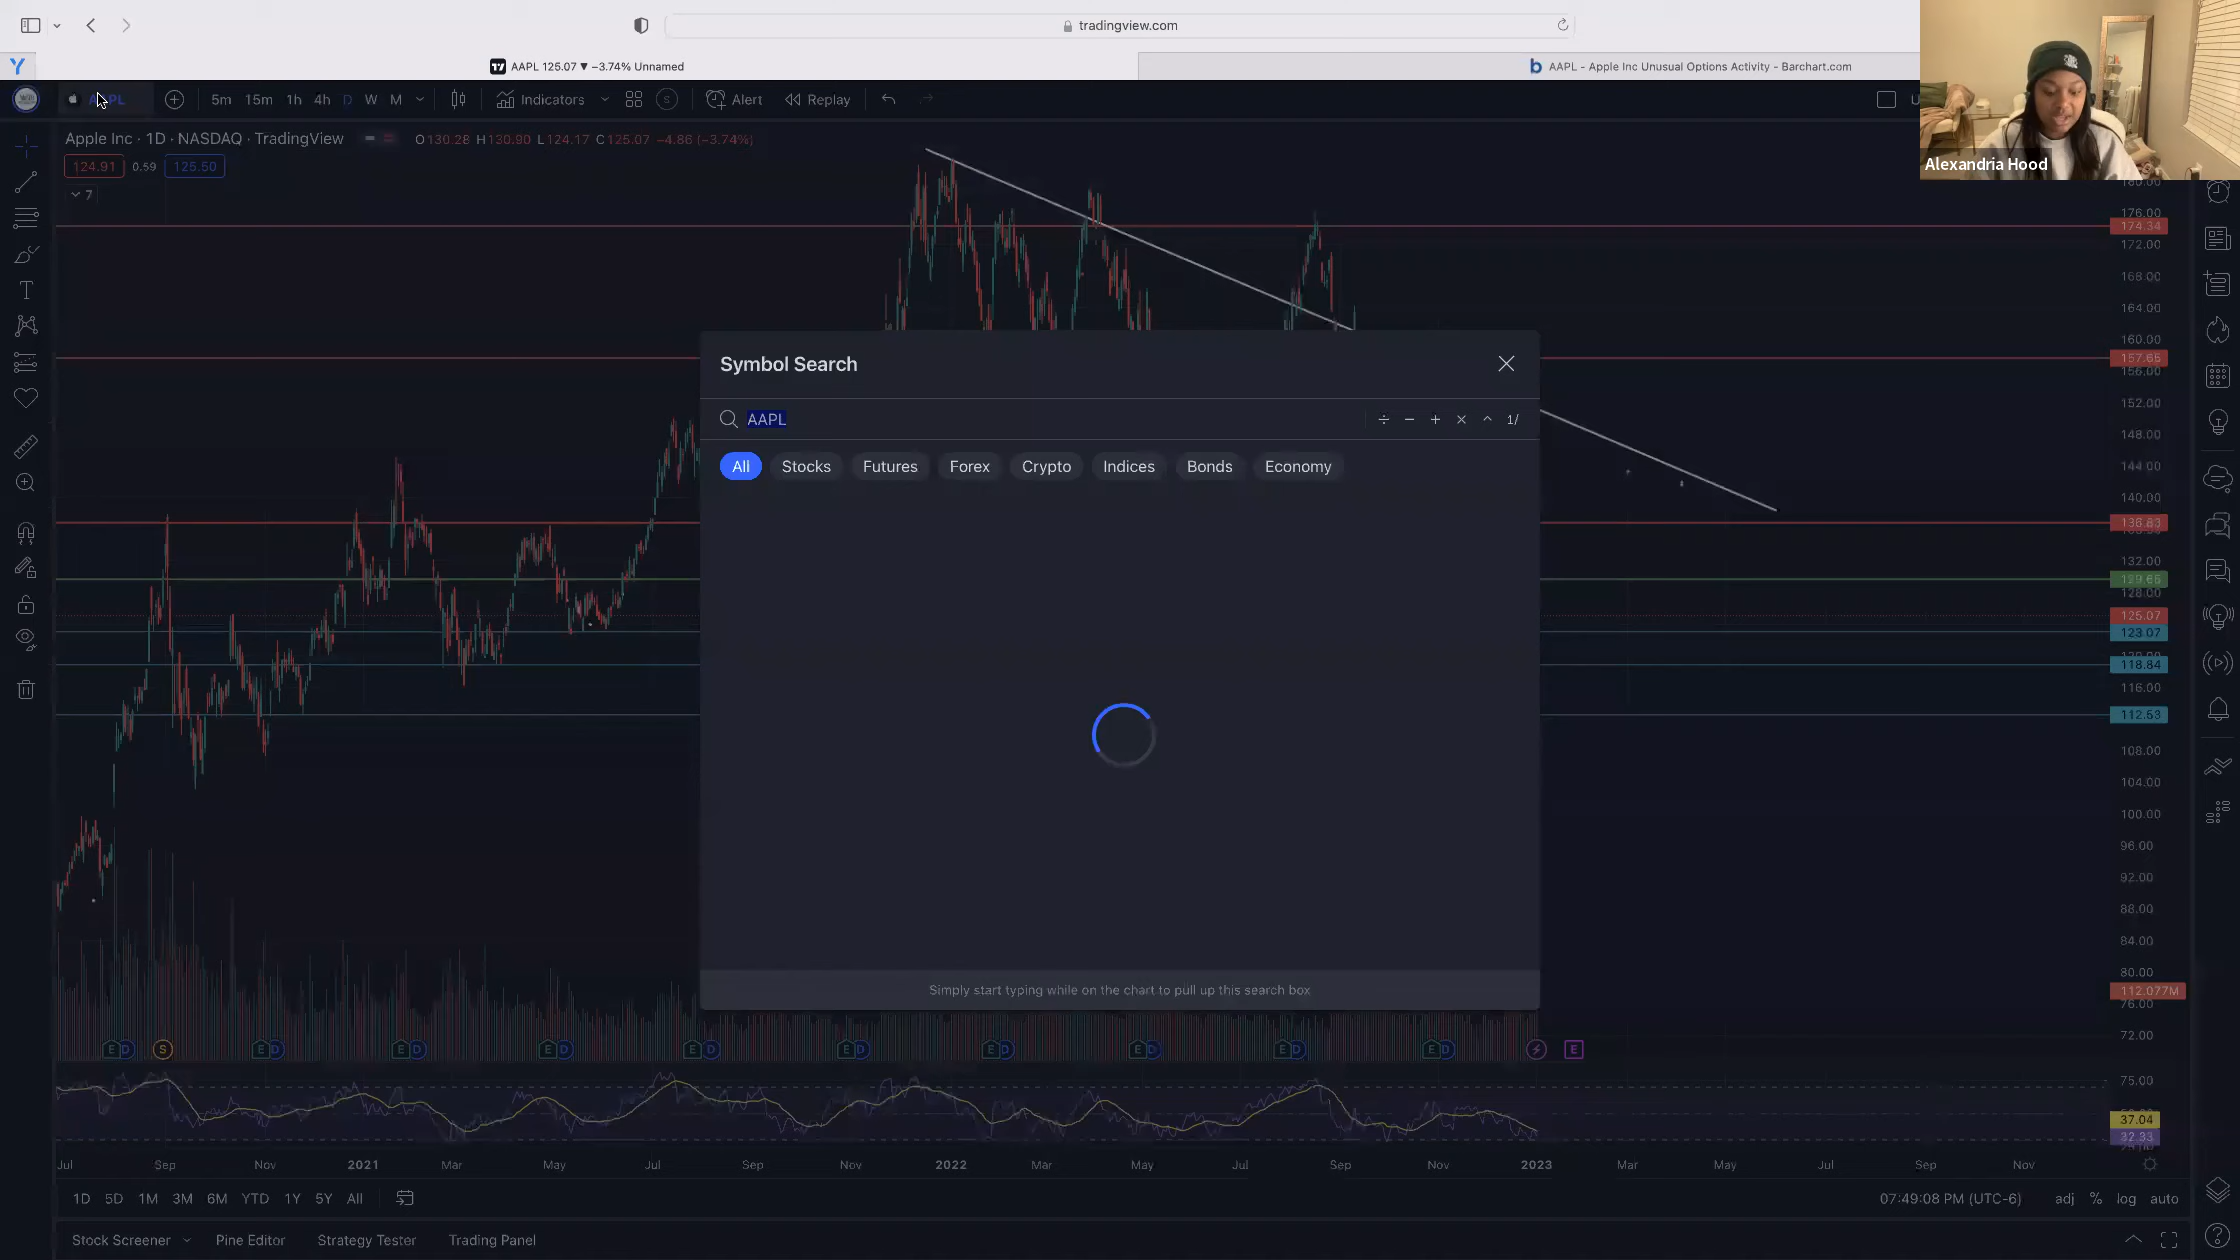 tradingview.com
AAPL 125.07 ▼ −3.74% Unnamed
AAPL - Apple Inc Unusual Options Activity - Barchart.com
AAPL
5m 15m 1h 4h D W M
Indicators
Alert
Replay
Alexandria Hood
Apple Inc · 1D · NASDAQ · TradingView
O130.28 H130.90 L124.17 C125.07 −4.86 (−3.74%)
124.91 0.59 125.50
7
176.00
174.34
172.00
168.00
164.00
160.00
157.65
156.00
152.00
148.00
144.00
140.00
136.83
132.00
129.65
128.00
125.07
123.07
118.84
116.00
112.53
108.00
104.00
100.00
96.00
92.00
88.00
84.00
80.00
112.077M
76.00
72.00
75.00
37.04
32.33
Symbol Search
AAPL
÷ − + × ^ 1/
All Stocks Futures Forex Crypto Indices Bonds Economy
Simply start typing while on the chart to pull up this search box
E D S E D E D E D E D E D E D E D E D E D E
Jul Sep Nov 2021 Mar May Jul Sep Nov 2022 Mar May Jul Sep Nov 2023 Mar May Jul Sep Nov
1D 5D 1M 3M 6M YTD 1Y 5Y All
07:49:08 PM (UTC-6) adj % log auto
Stock Screener Pine Editor Strategy Tester Trading Panel